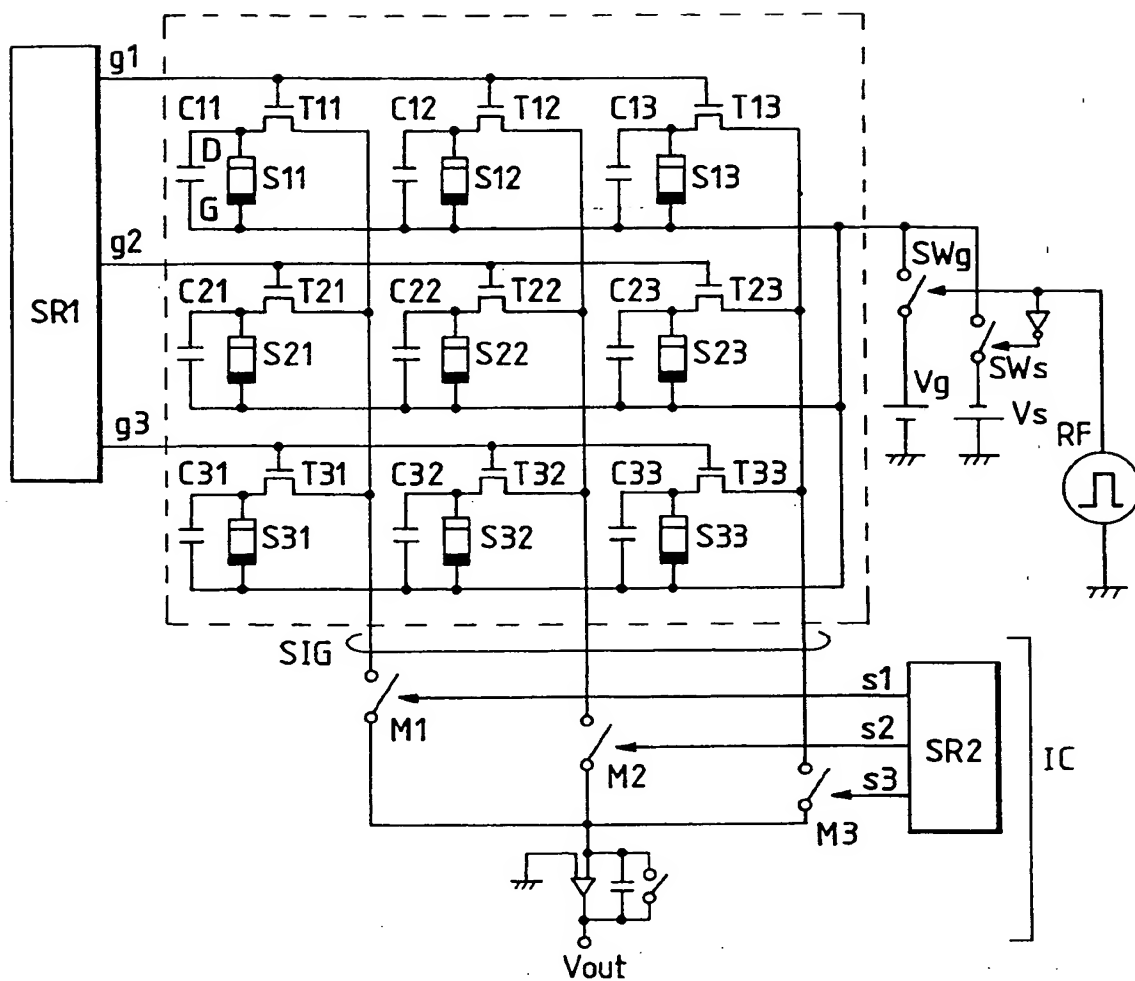 g1
C11 T11 C12 T12 C13 T13
D
S11 S12 S13
G
g2
SWg
C21 T21 C22 T22 C23 T23
SR1
S21 S22 S23
SWs
Vg
Vs
g3
RF
C31 T31 C32 T32 C33 T33
S31 S32 S33
SIG
s1
M1
s2
SR2
IC
M2
s3
M3
Vout